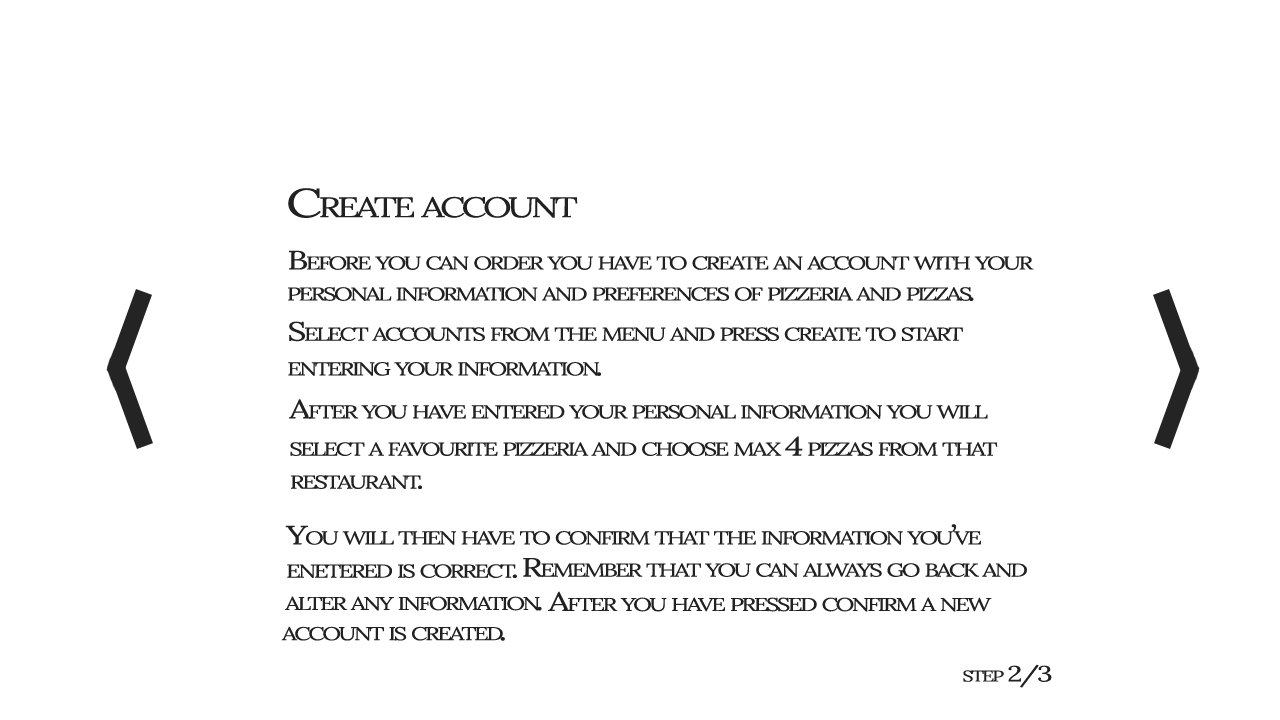 Create account
Before you can order you have to create an account with your
personal information and preferences of pizzeria and pizzas.
Select accounts from the menu and press create to start
entering your information.
After you have entered your personal information you will
select a favourite pizzeria and choose max 4 pizzas from that
restaurant.
You will then have to confirm that the information you've
enetered is correct. Remember that you can always go back and
alter any information. After you have pressed confirm a new
account is created.
step 2/3